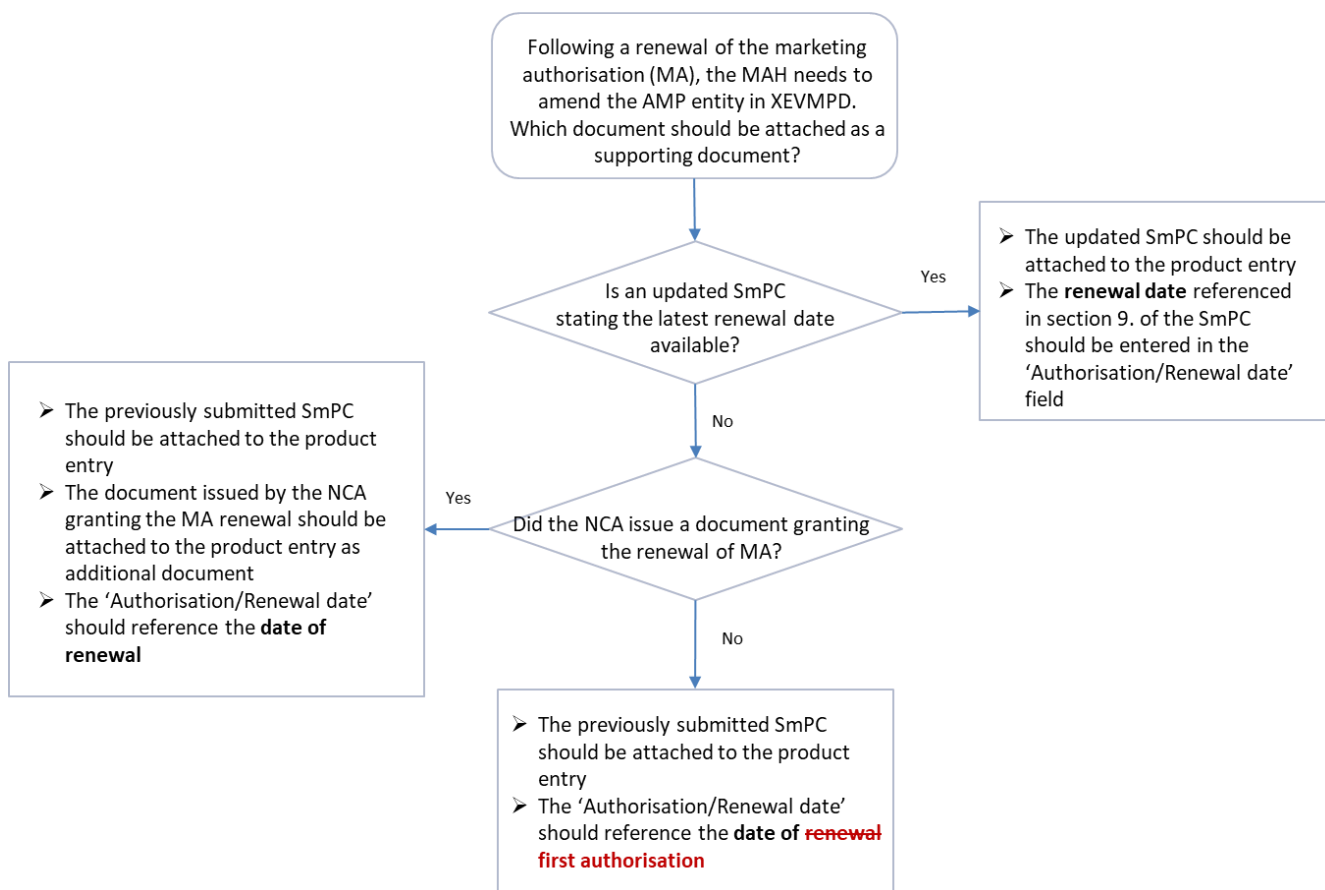 Following a renewal of the marketing
authorisation (MA), the MAH needs to
amend the AMP entity in XEVMPD.
Which document should be attached as a
supporting document?
Is an updated SmPC
stating the latest renewal date
available?
Yes
➢ The updated SmPC should be
attached to the product entry
➢ The renewal date referenced
in section 9. of the SmPC
should be entered in the
‘Authorisation/Renewal date’
field
No
Did the NCA issue a document granting
the renewal of MA?
Yes
➢ The previously submitted SmPC
should be attached to the product
entry
➢ The document issued by the NCA
granting the MA renewal should be
attached to the product entry as
additional document
➢ The ‘Authorisation/Renewal date’
should reference the date of
renewal
No
➢ The previously submitted SmPC
should be attached to the product
entry
➢ The ‘Authorisation/Renewal date’
should reference the date of renewal
first authorisation